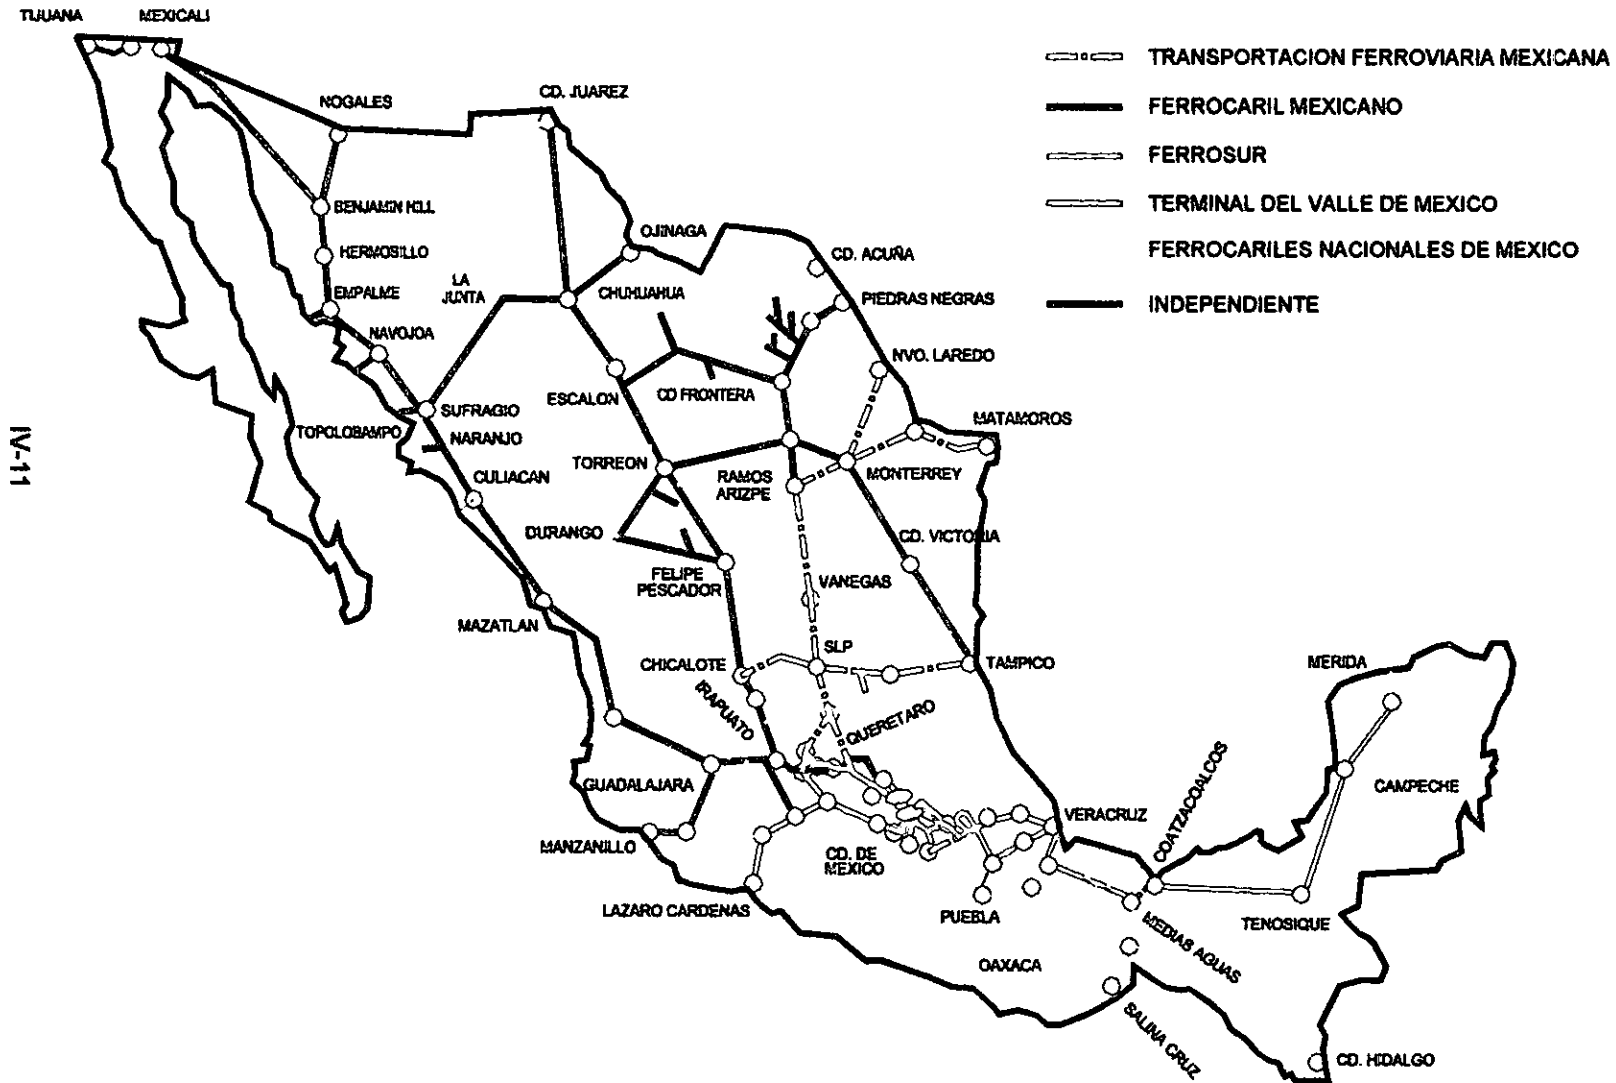 TIJUANA
MEXICALI
TRANSPORTACION FERROVIARIA MEXICANA
FERROCARIL MEXICANO
FERROSUR
TERMINAL DEL VALLE DE MEXICO
FERROCARILES NACIONALES DE MEXICO
INDEPENDIENTE
NOGALES
CD. JUAREZ
BENJAMIN HILL
HERMOSILLO
EMPALME
LA
JUNTA
OJINAGA
CHUHUAHUA
CD. ACUÑA
PIEDRAS NEGRAS
NAVOJOA
NVO. LAREDO
ESCALON
CD FRONTERA
SUFRAGIO
TOPOLOBAMPO
NARANJO
MATAMOROS
CULIACAN
TORREON
RAMOS
ARIZPE
MONTERREY
DURANGO
CD. VICTORIA
FELIPE
PESCADOR
VANEGAS
MAZATLAN
SLP
CHICALOTE
TAMPICO
MERIDA
IRAPUATO
QUERETARO
GUADALAJARA
CAMPECHE
COATZACOALCOS
VERACRUZ
MANZANILLO
CD. DE
MEXICO
LAZARO CARDENAS
PUEBLA
TENOSIQUE
MEDIAS AGUAS
OAXACA
SALINA CRUZ
CD. HIDALGO
IV-11